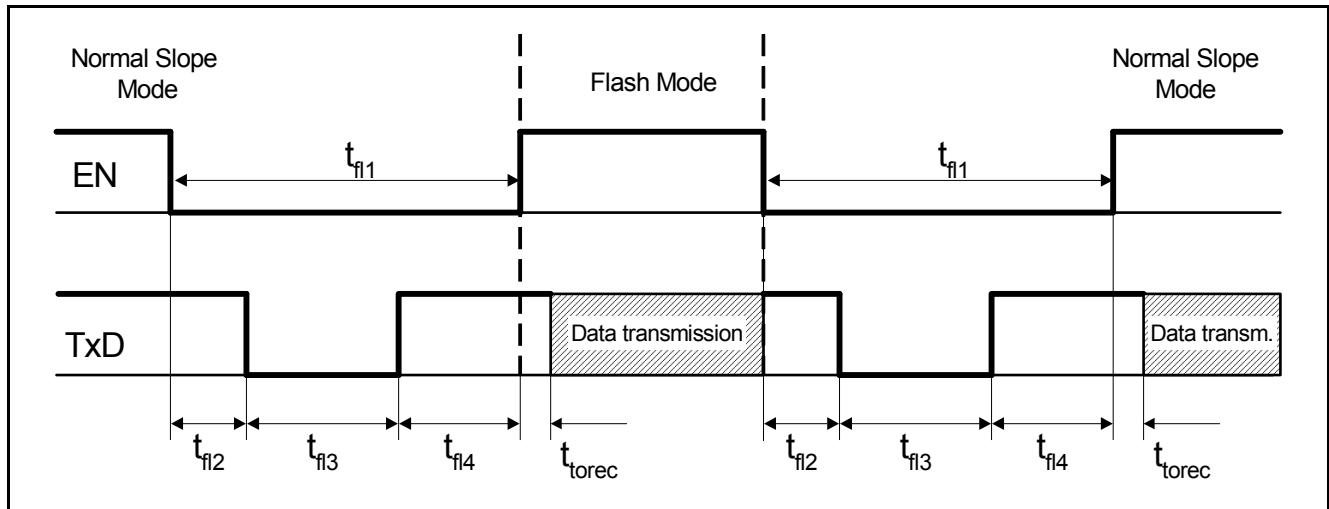 Normal Slope
Mode
Flash Mode
Normal Slope
Mode
EN
tfl1
tfl1
TxD
Data transmission
Data transm.
tfl2
tfl3
tfl4
ttorec
tfl2
tfl3
tfl4
ttorec